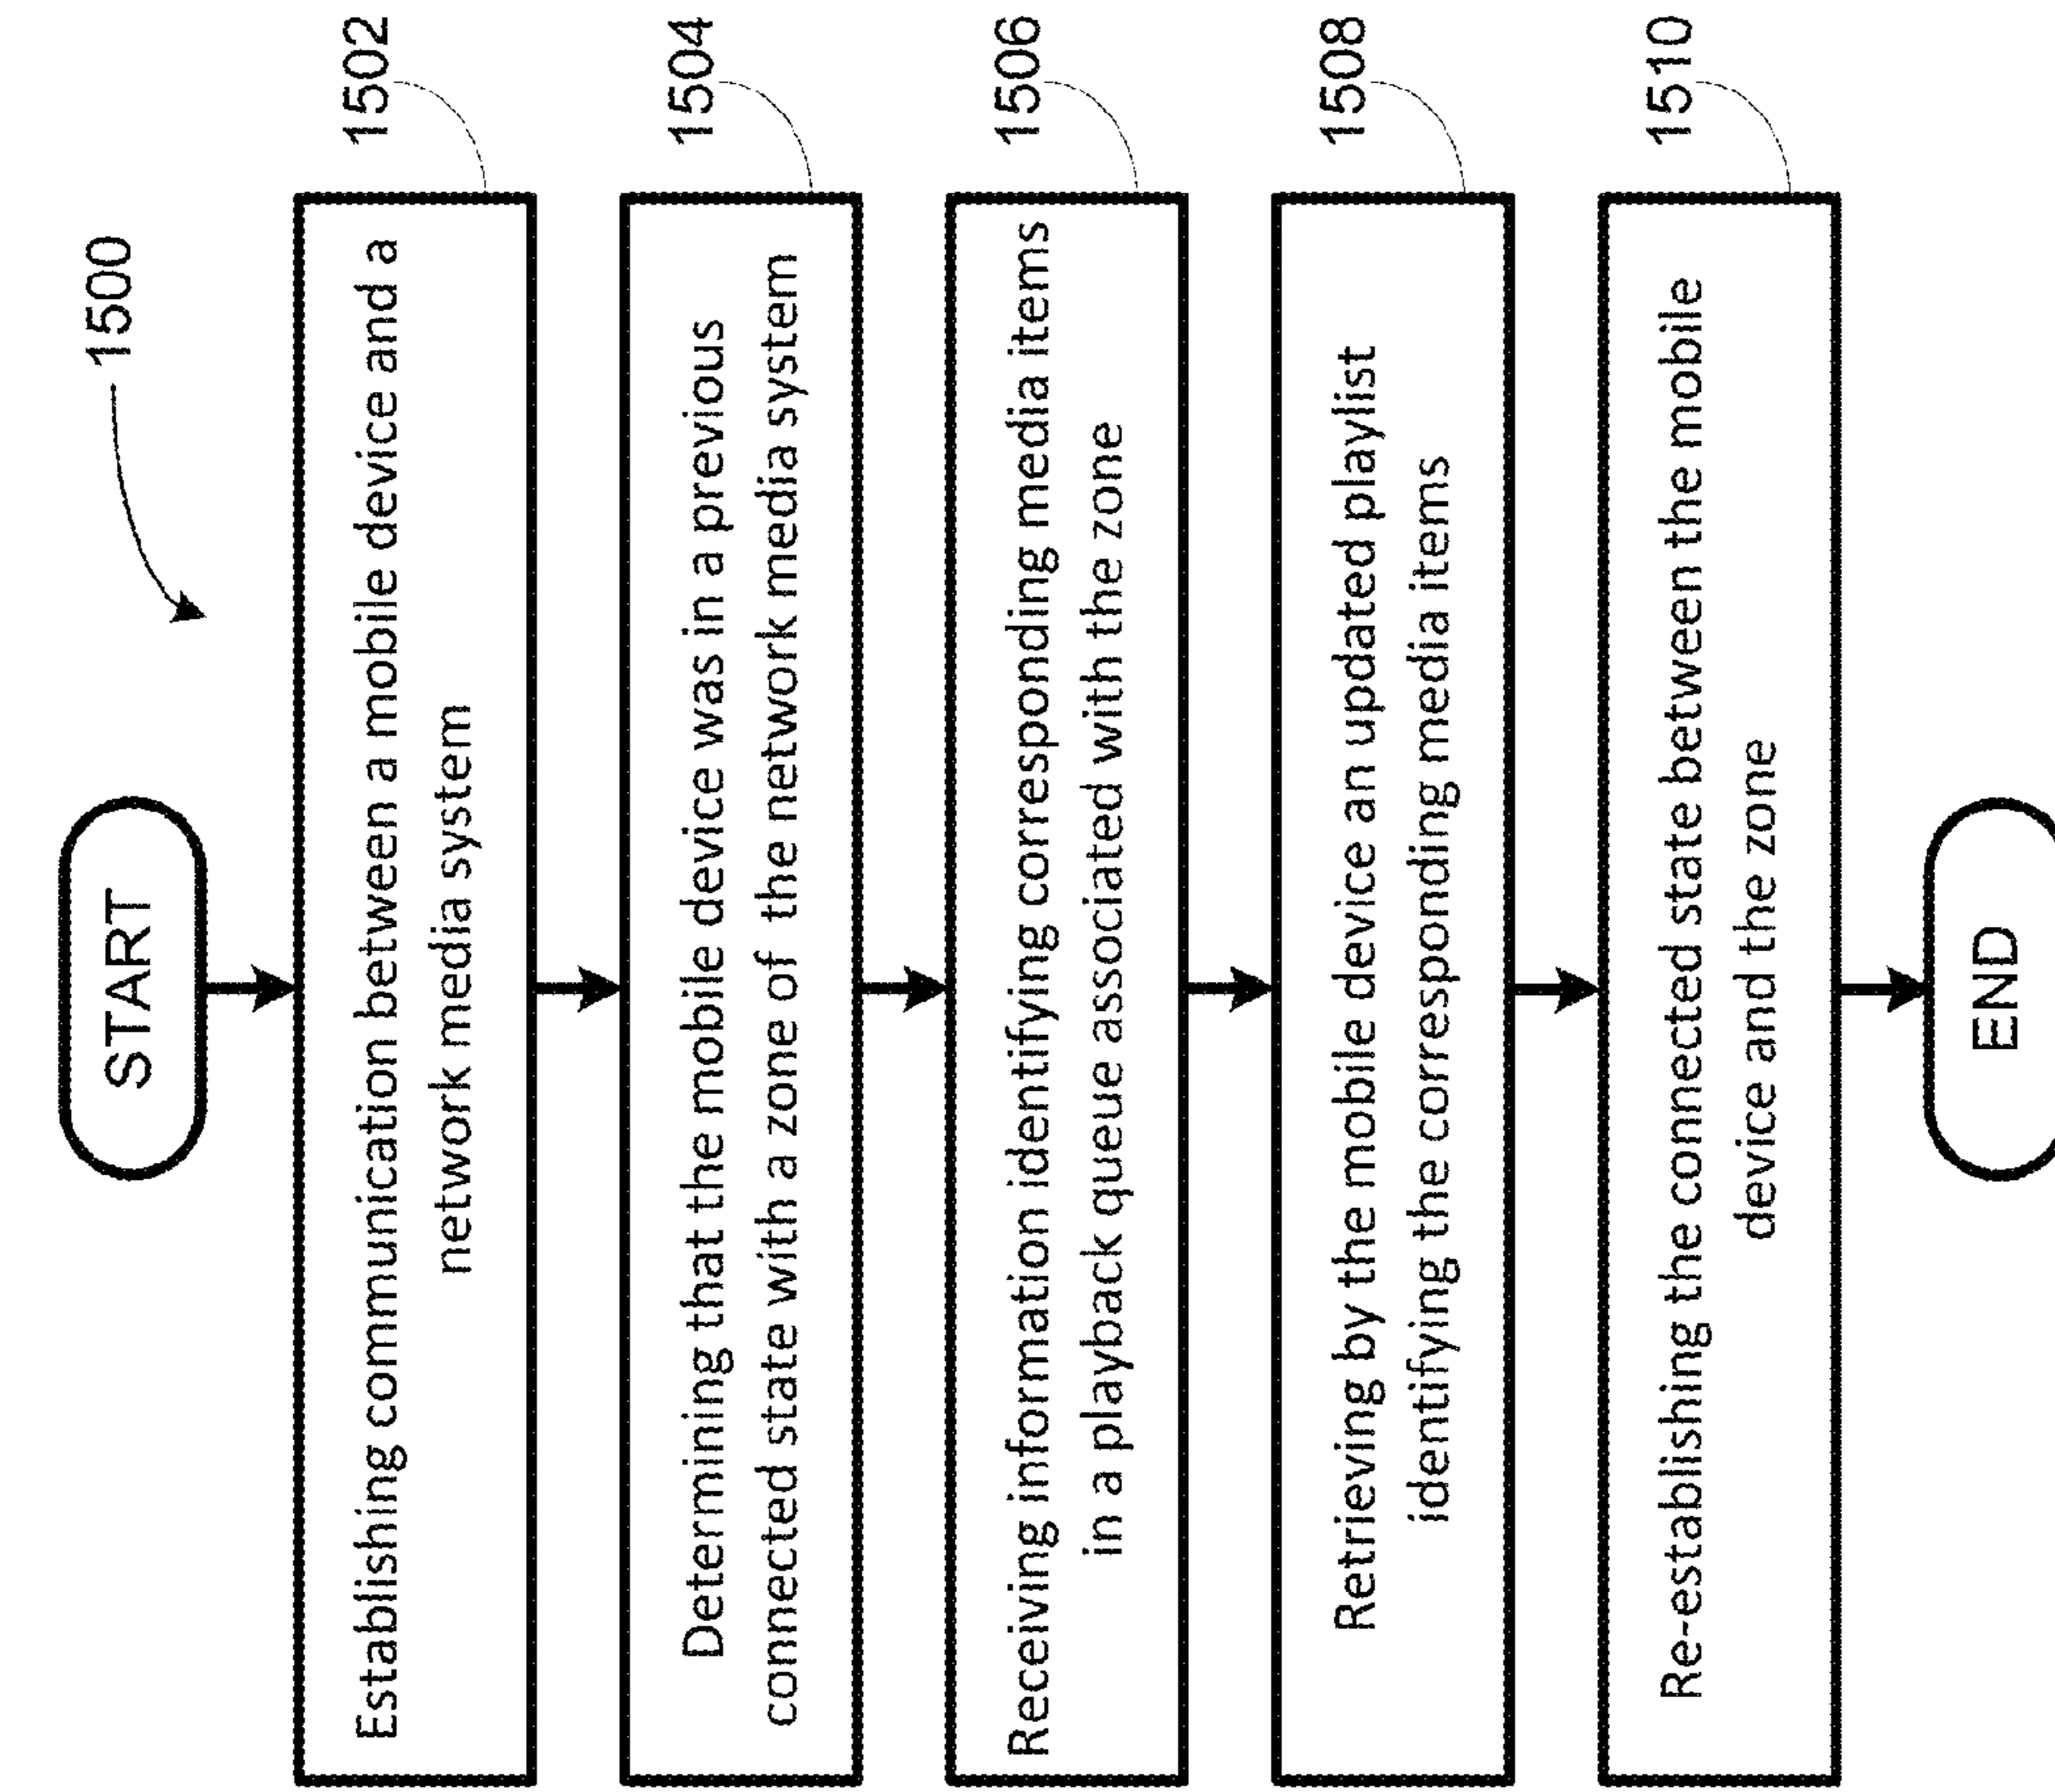 1500
START
Establishing communication between a mobile device and a
network media system
1502
Determining that the mobile device was in a previous
connected state with a zone of the network media system
1504
Receiving information identifying corresponding media items
in a playback queue associated with the zone
1506
Retrieving by the mobile device an updated playlist
identifying the corresponding media items
1508
Re-establishing the connected state between the mobile
device and the zone
1510
END